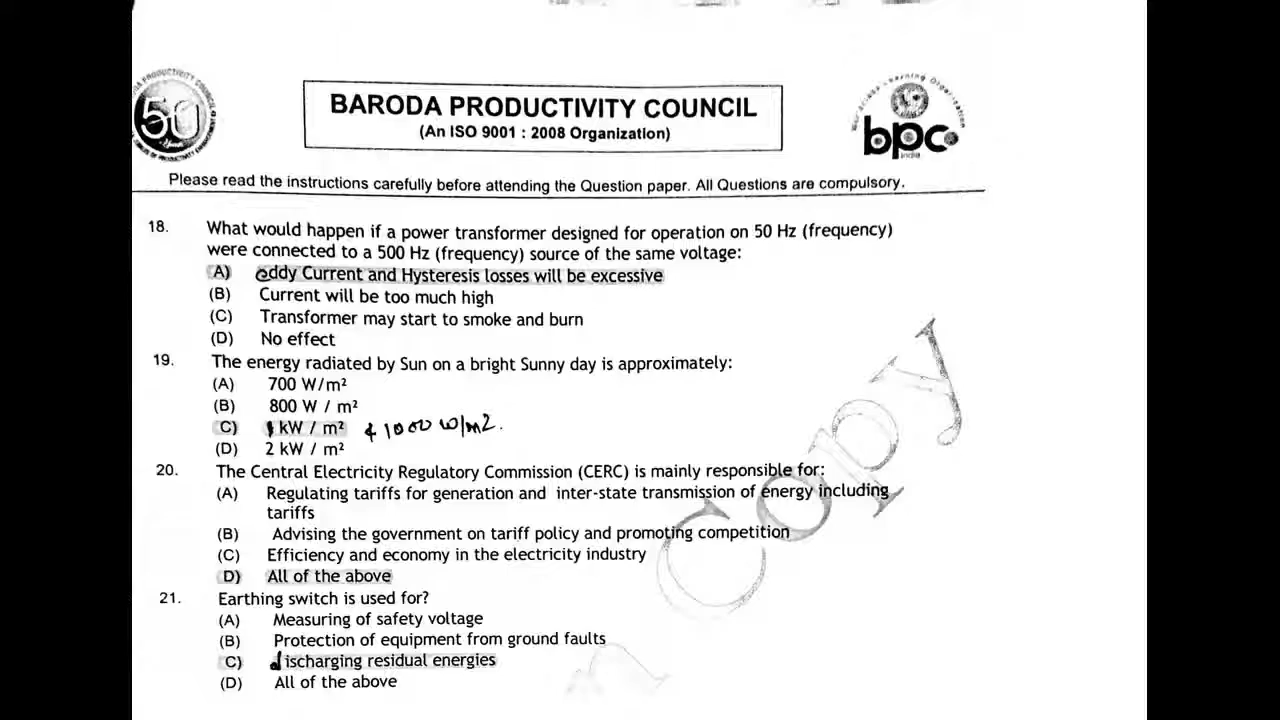 50
BARODA PRODUCTIVITY COUNCIL
(An ISO 9001 : 2008 Organization)
bpc
india
Please read the instructions carefully before attending the Question paper. All Questions are compulsory.
18. What would happen if a power transformer designed for operation on 50 Hz (frequency)
were connected to a 500 Hz (frequency) source of the same voltage:
A) eddy Current and Hysteresis losses will be excessive
(B) Current will be too much high
(C) Transformer may start to smoke and burn
(D) No effect
19. The energy radiated by Sun on a bright Sunny day is approximately:
(A) 700 W/m²
(B) 800 W / m²
C) 1 kW / m² 1000 W/m2.
(D) 2 kW / m²
20. The Central Electricity Regulatory Commission (CERC) is mainly responsible for:
(A) Regulating tariffs for generation and inter-state transmission of energy including
tariffs
(B) Advising the government on tariff policy and promoting competition
(C) Efficiency and economy in the electricity industry
D) All of the above
21. Earthing switch is used for?
(A) Measuring of safety voltage
(B) Protection of equipment from ground faults
C) discharging residual energies
(D) All of the above
Copy